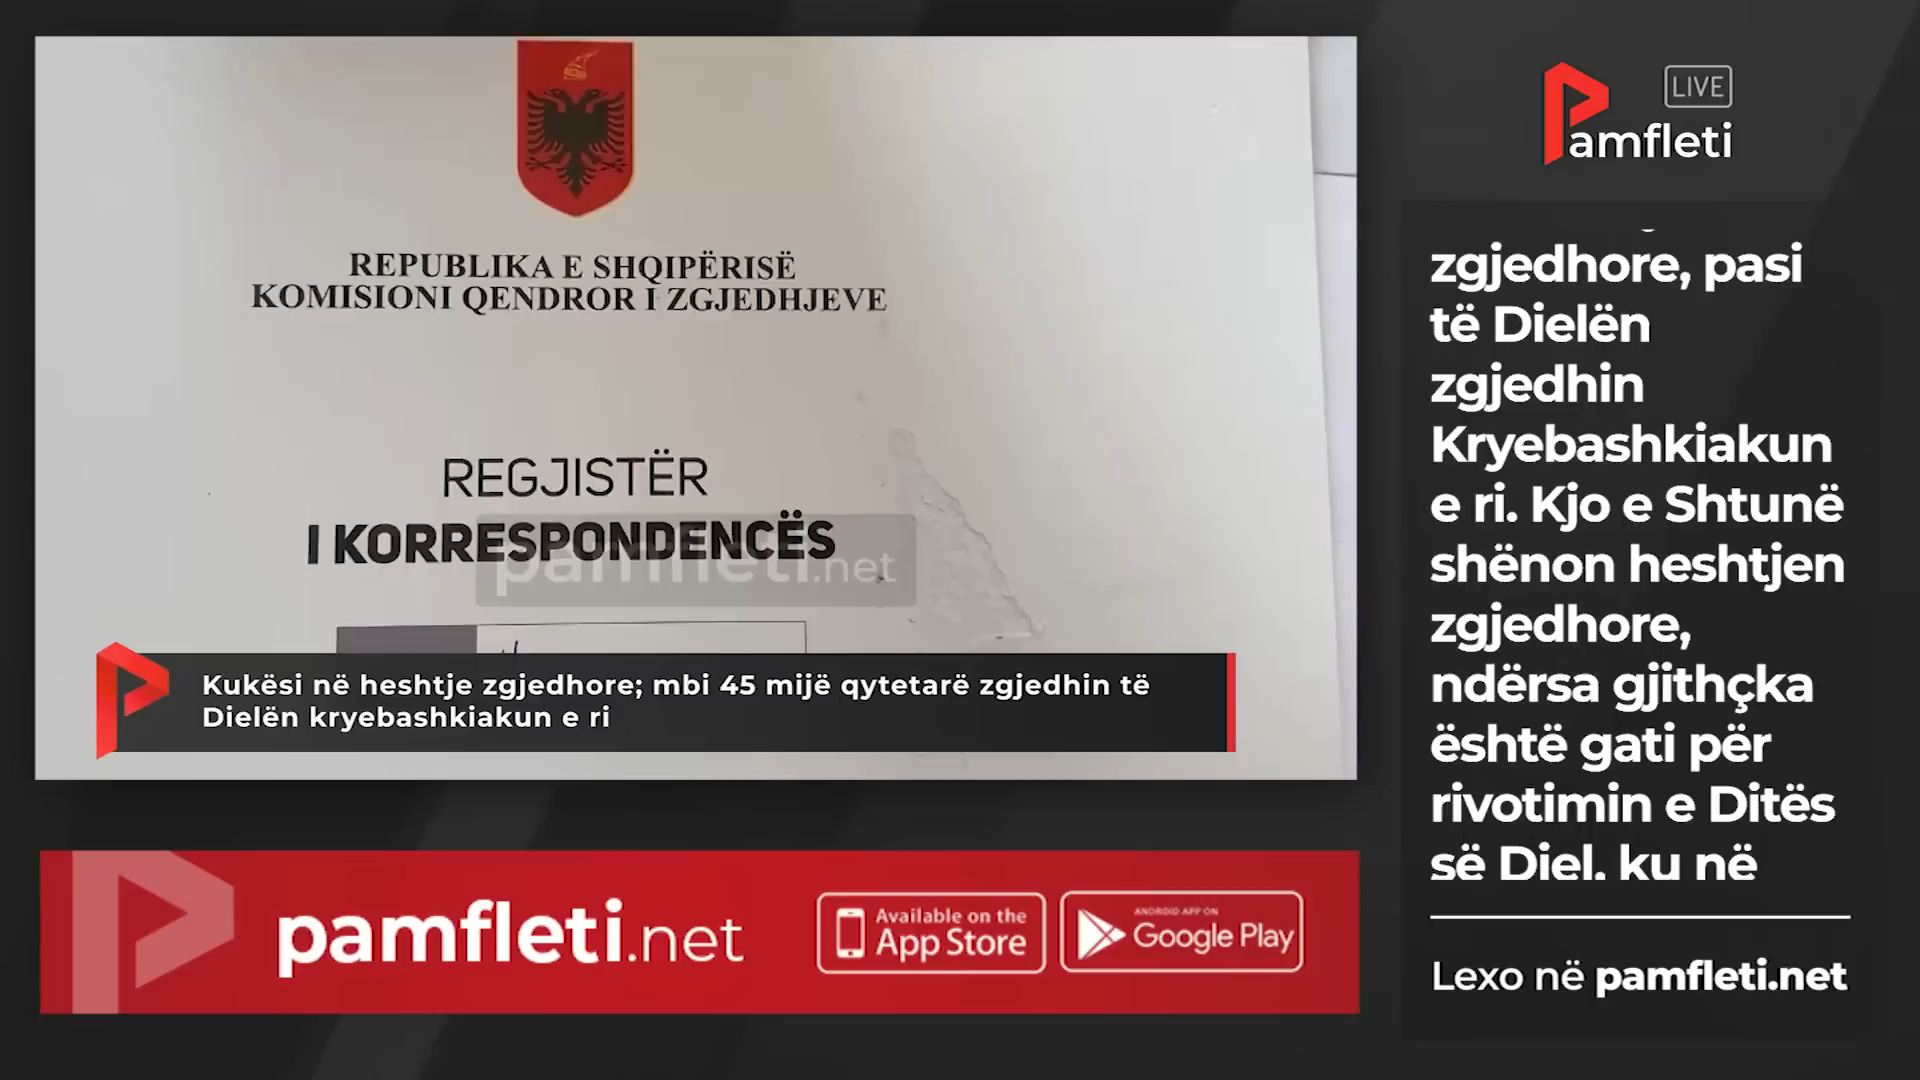 REPUBLIKA E SHQIPËRISË
KOMISIONI QENDROR I ZGJEDHJEVE
REGJISTËR
I KORRESPONDENCËS
pamfleti.net
Kukësi në heshtje zgjedhore; mbi 45 mijë qytetarë zgjedhin të
Dielën kryebashkiakun e ri
pamfleti.net
Available on the
App Store
ANDROID APP ON
Google Play
LIVE
Pamfleti
zgjedhore, pasi
të Dielën
zgjedhin
Kryebashkiakun
e ri. Kjo e Shtunë
shënon heshtjen
zgjedhore,
ndërsa gjithçka
është gati për
rivotimin e Ditës
së Diel, ku në
Lexo në pamfleti.net